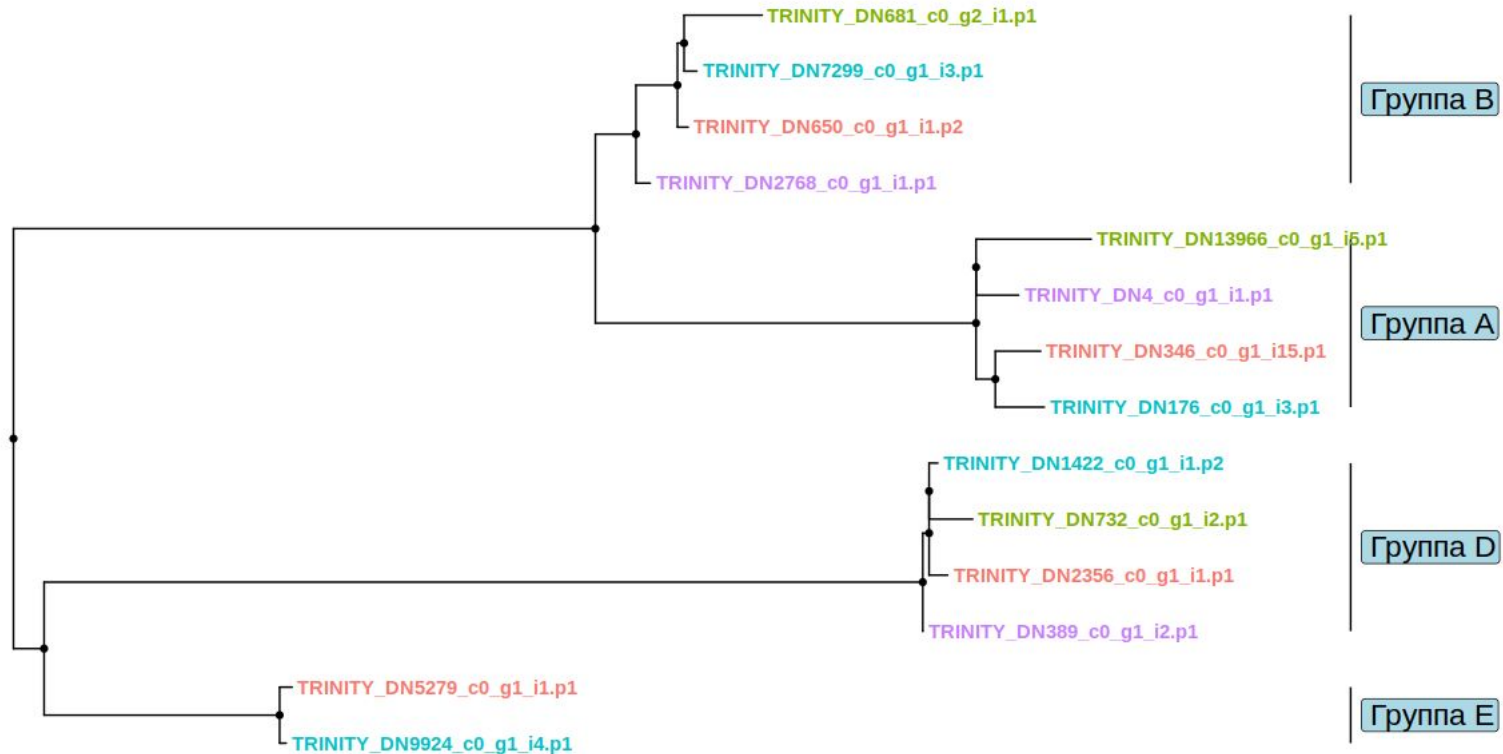 TRINITY_DN681_c0_g2_i1.p1
TRINITY_DN7299_c0_g1_i3.p1
Группа B
TRINITY_DN650_c0_g1_i1.p2
TRINITY_DN2768_c0_g1_i1.p1
TRINITY_DN13966_c0_g1_i5.p1
TRINITY_DN4_c0_g1_i1.p1
Группа A
TRINITY_DN346_c0_g1_i15.p1
TRINITY_DN176_c0_g1_i3.p1
TRINITY_DN1422_c0_g1_i1.p2
TRINITY_DN732_c0_g1_i2.p1
Группа D
TRINITY_DN2356_c0_g1_i1.p1
TRINITY_DN389_c0_g1_i2.p1
TRINITY_DN5279_c0_g1_i1.p1
Группа E
TRINITY_DN9924_c0_g1_i4.p1